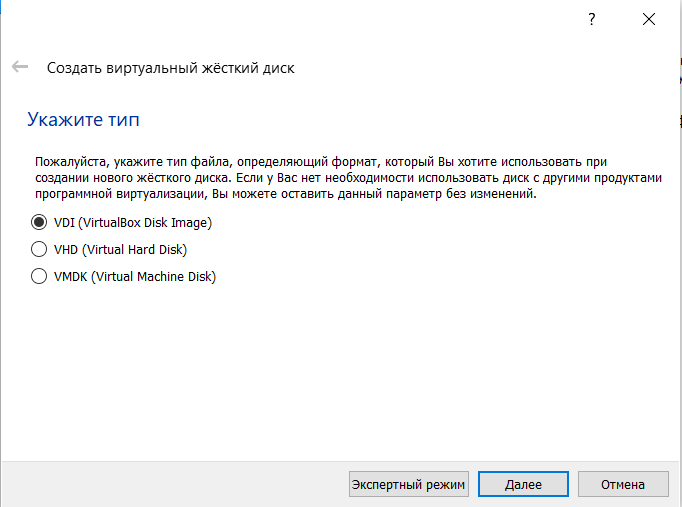 ?
Создать виртуальный жёсткий диск
Укажите тип
Пожалуйста, укажите тип файла, определяющий формат, который Вы хотите использовать при
создании нового жёсткого диска. Если у Вас нет необходимости использовать диск с другими продуктами
программной виртуализации, Вы можете оставить данный параметр без изменений.
VDI (VirtualBox Disk Image)
VHD (Virtual Hard Disk)
VMDK (Virtual Machine Disk)
Экспертный режим Далее Отмена